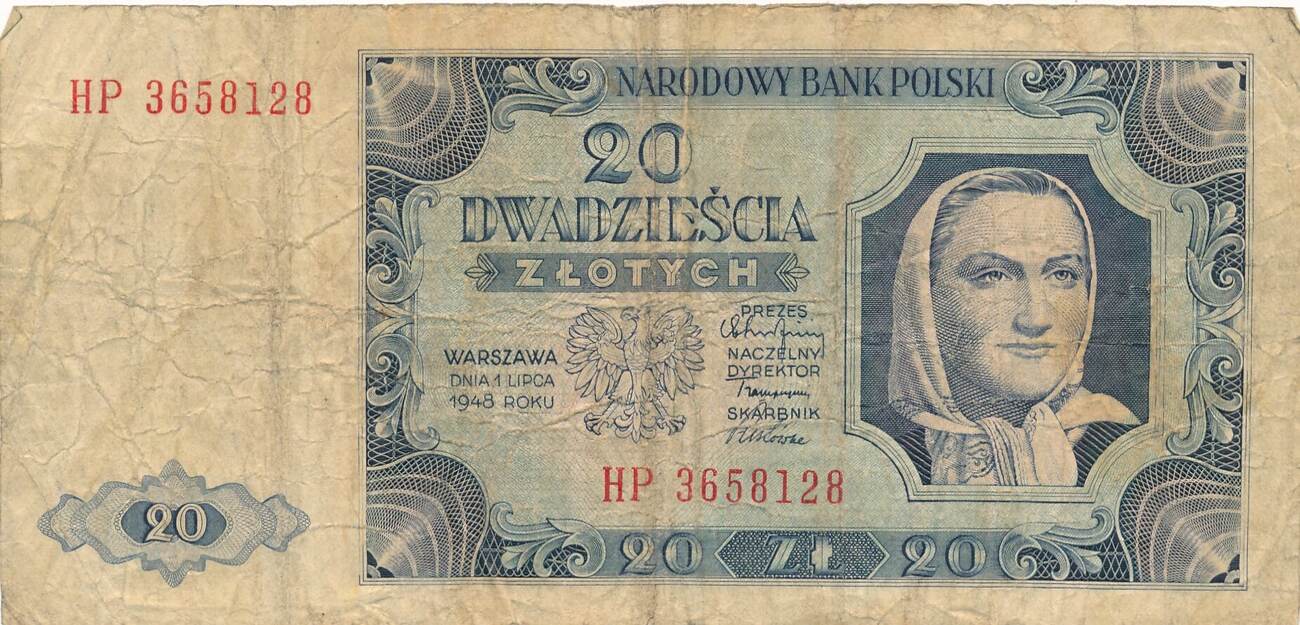 HP 3658128
NARODOWY BANK POLSKI
20
DWADZIEŚCIA
ZŁOTYCH
WARSZAWA
DNIA 1 LIPCA
1948 ROKU
PREZES
NACZELNY
DYREKTOR
SKARBNIK
HP 3658128
20
20 ZŁ 20